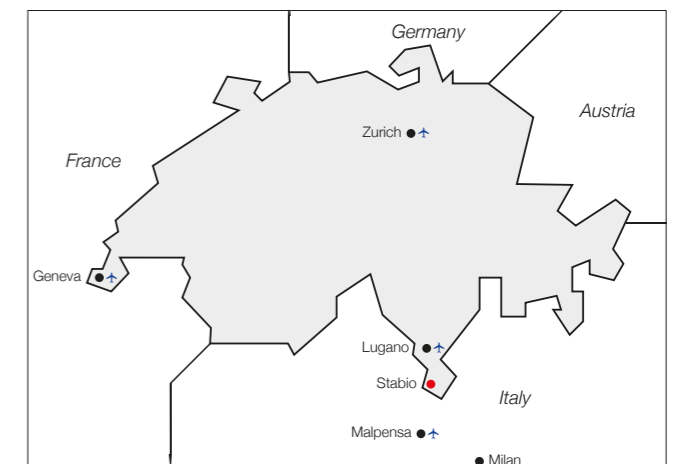 Germany
Austria
Zurich
France
Geneva
Lugano
Stabio
Italy
Malpensa
Milan